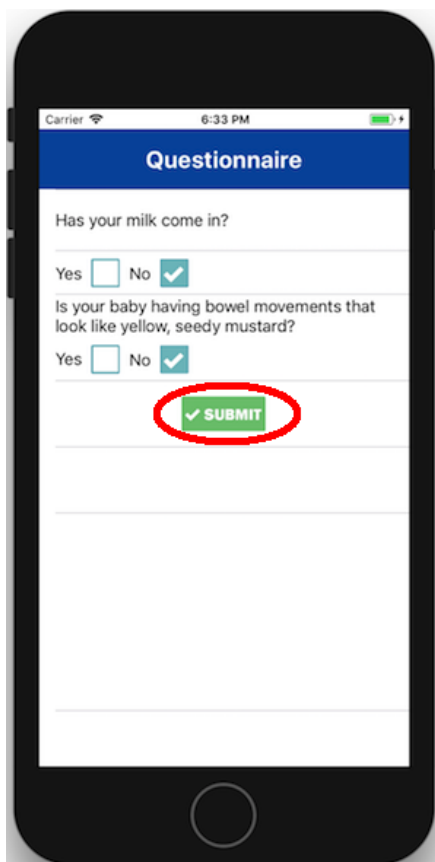 Carrier 6:33 PM
Questionnaire
Has your milk come in?
Yes No
Is your baby having bowel movements that
look like yellow, seedy mustard?
Yes No
SUBMIT